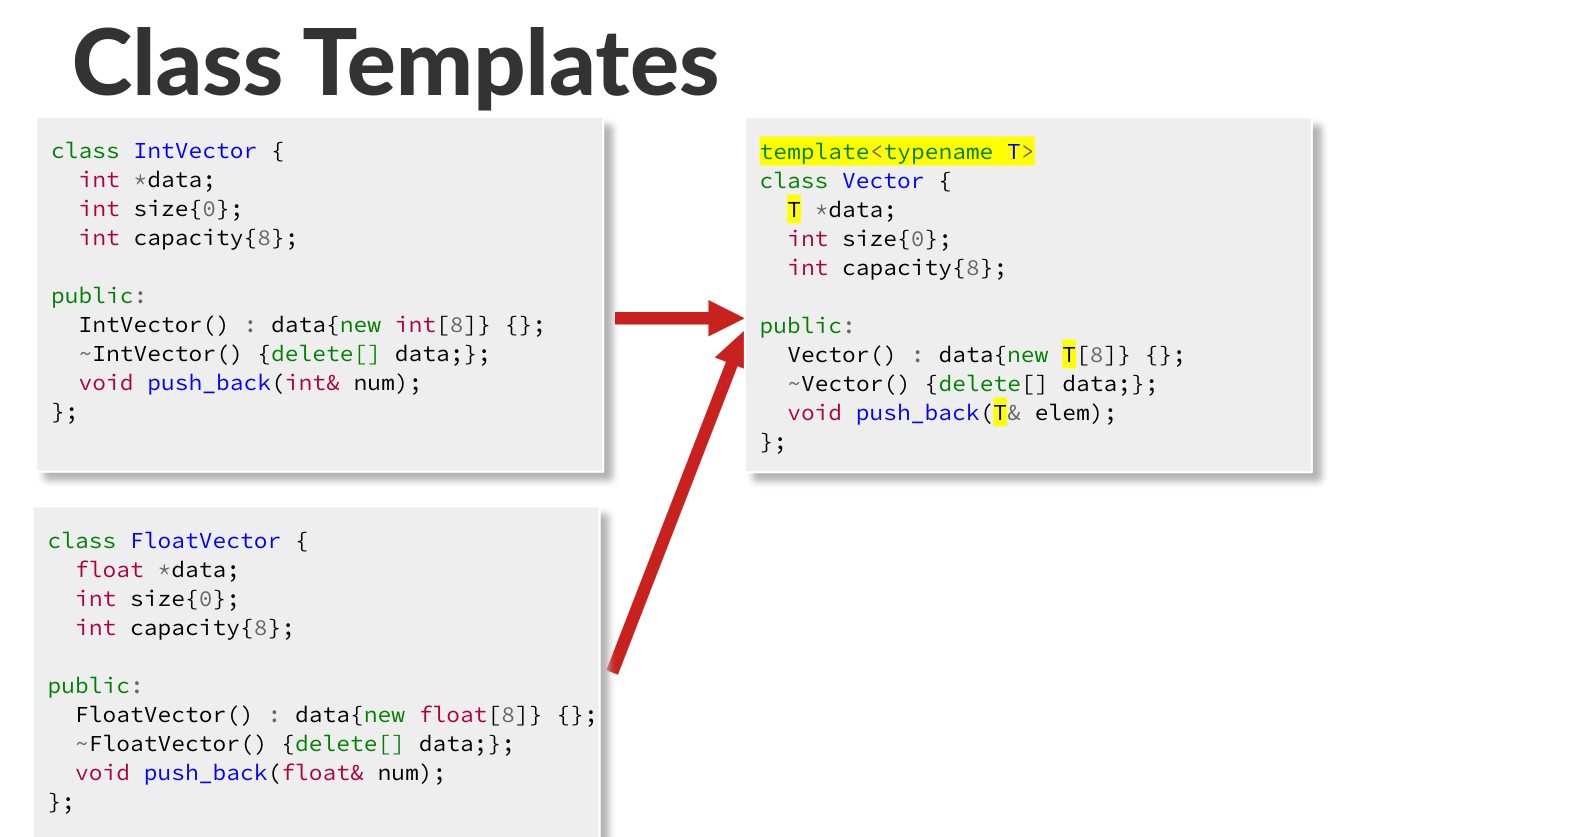 Class Templates
class IntVector {
  int *data;
  int size{0};
  int capacity{8};

public:
  IntVector() : data{new int[8]} {};
  ~IntVector() {delete[] data;};
  void push_back(int& num);
};
template<typename T>
class Vector {
  T *data;
  int size{0};
  int capacity{8};

public:
  Vector() : data{new T[8]} {};
  ~Vector() {delete[] data;};
  void push_back(T& elem);
};
class FloatVector {
  float *data;
  int size{0};
  int capacity{8};

public:
  FloatVector() : data{new float[8]} {};
  ~FloatVector() {delete[] data;};
  void push_back(float& num);
};